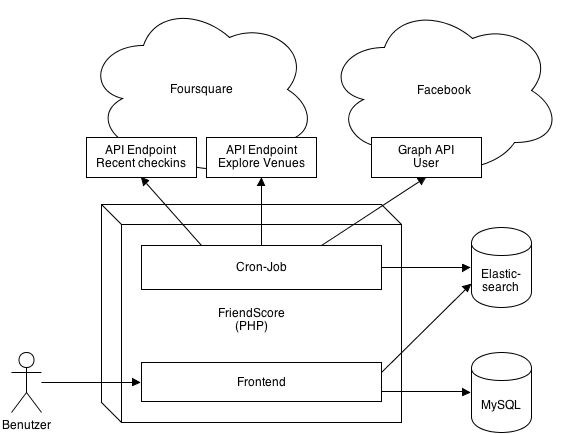 Foursquare
Facebook
API Endpoint
Recent checkins
API Endpoint
Explore Venues
Graph API
User
Cron-Job
Elastic-
search
FriendScore
(PHP)
Frontend
MySQL
Benutzer